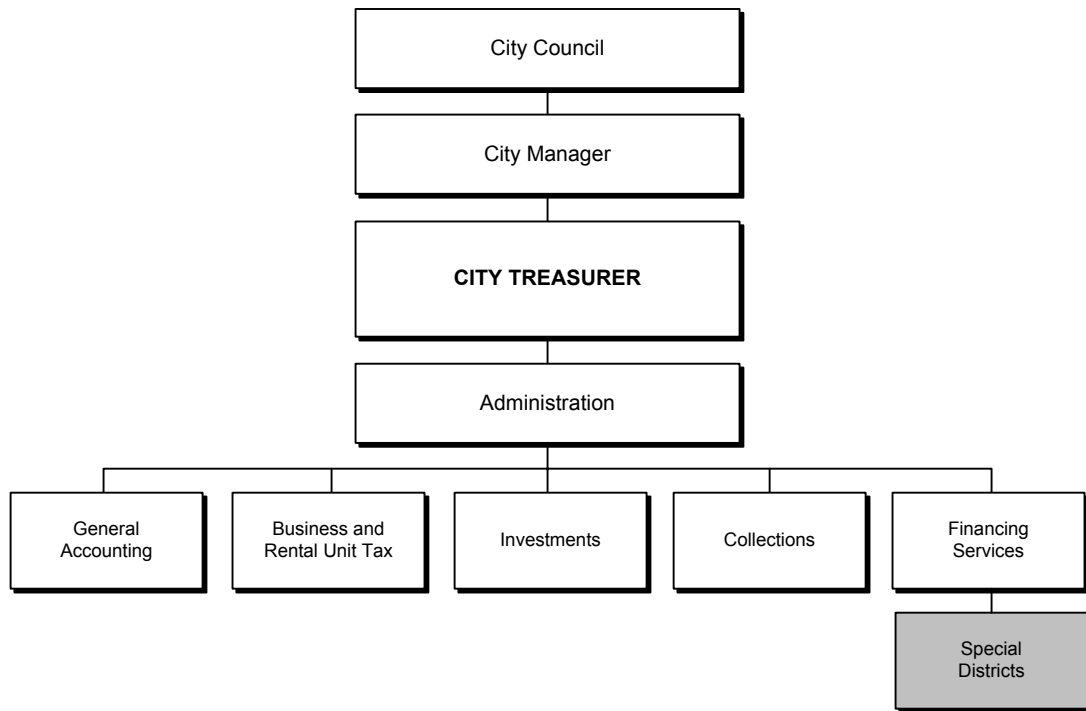 City Council
City Manager
CITY TREASURER
Administration
General
Accounting
Business and
Rental Unit Tax
Investments
Collections
Financing
Services
Special
Districts